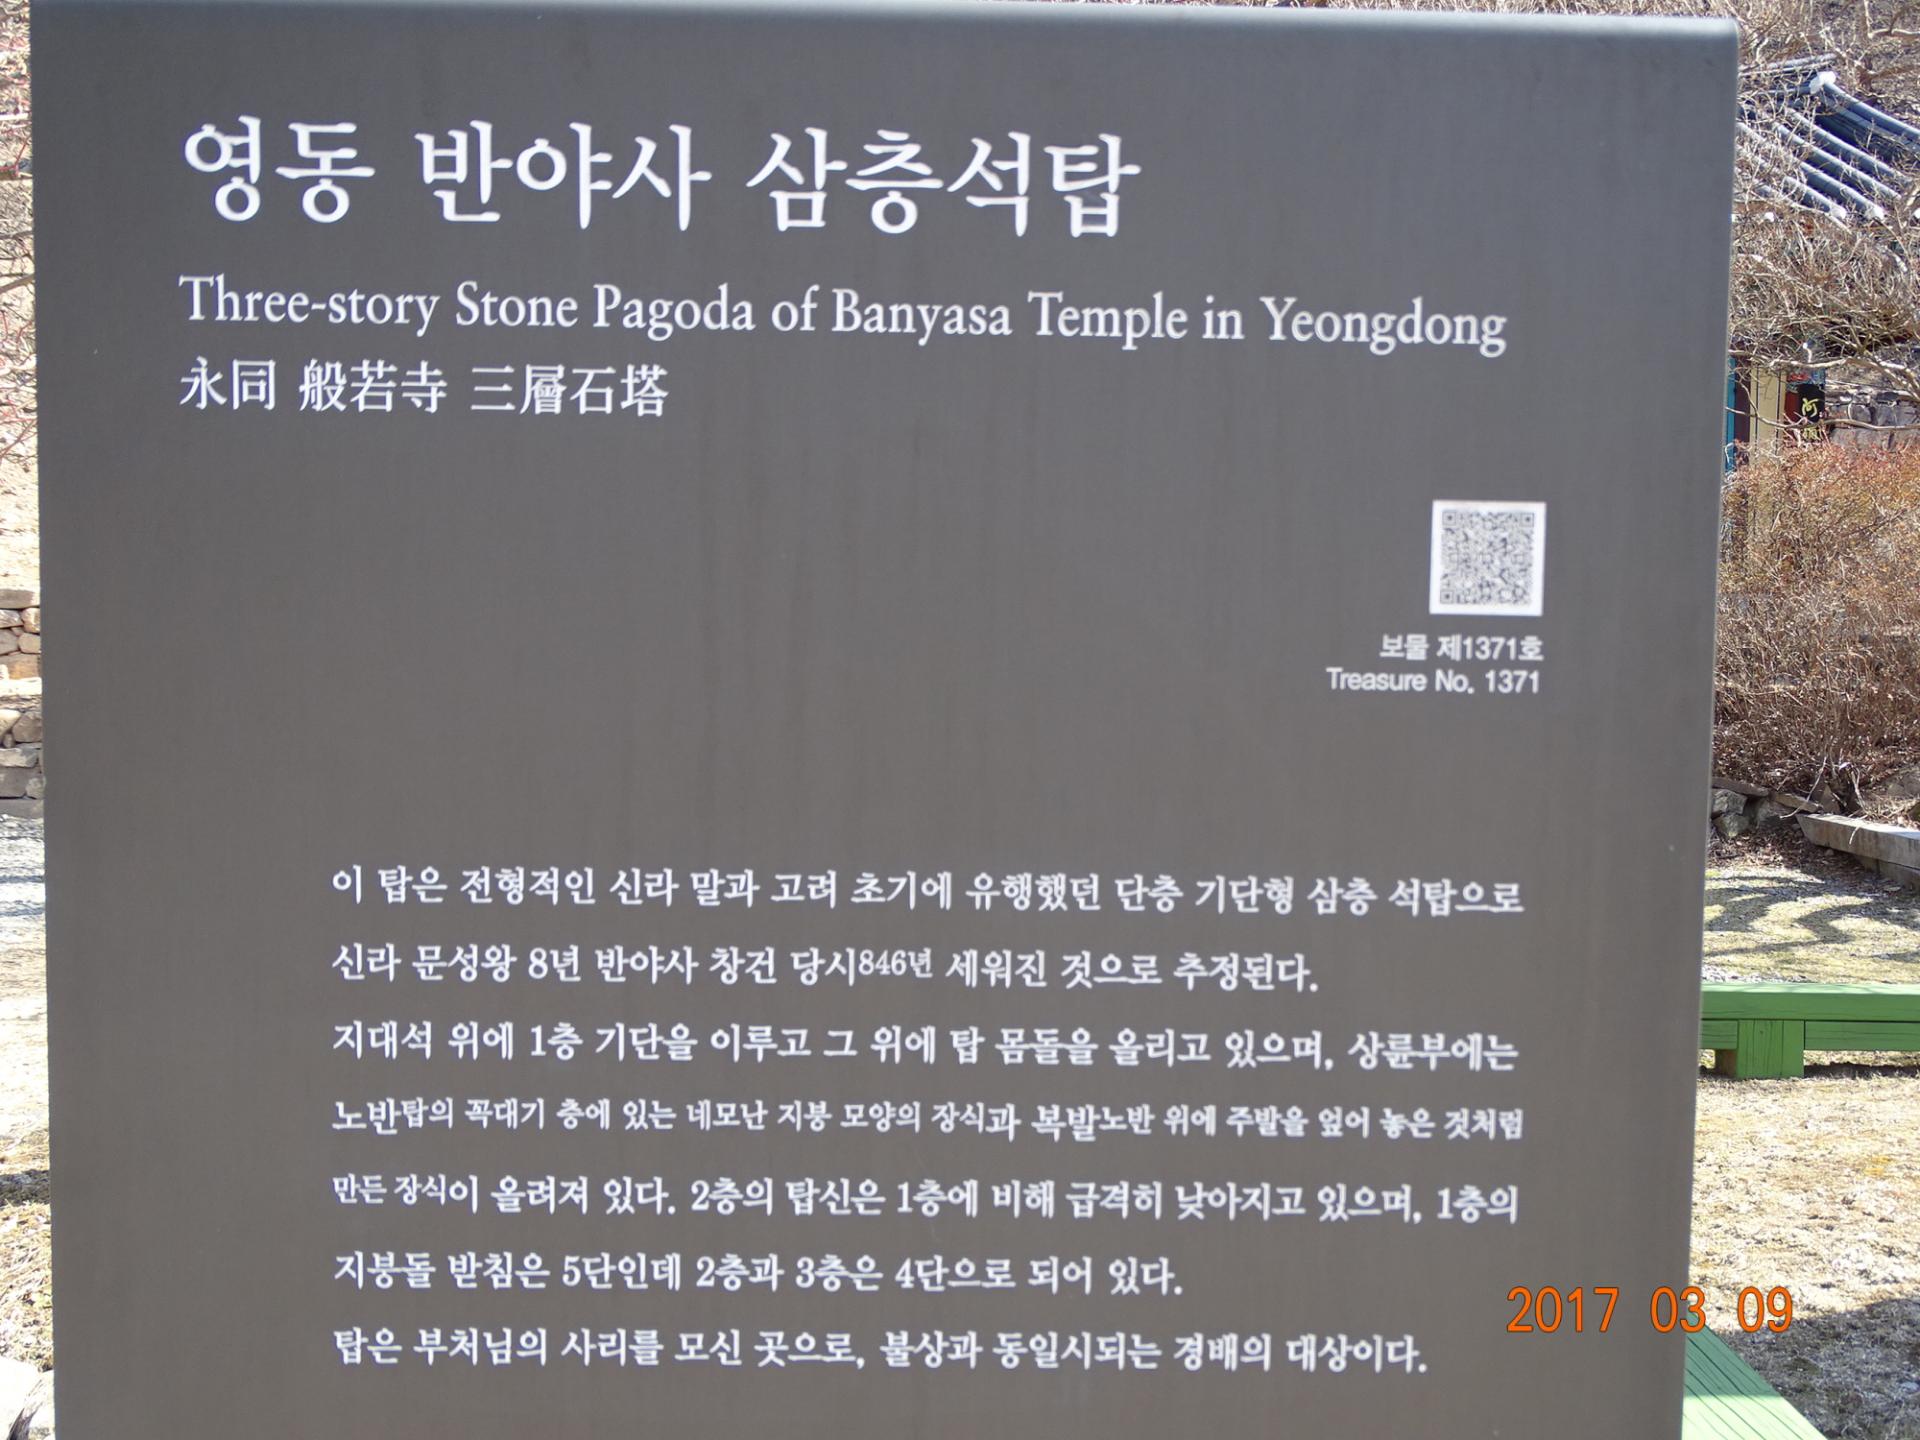 영동 반야사 삼층석탑
Three-story Stone Pagoda of Banyasa Temple in Yeongdong
永同 般若寺 三層石塔
보물 제1371호
Treasure No. 1371
이 탑은 전형적인 신라 말과 고려 초기에 유행했던 단층 기단형 삼층 석탑으로
신라 문성왕 8년 반야사 창건 당시846년 세워진 것으로 추정된다.
지대석 위에 1층 기단을 이루고 그 위에 탑 몸돌을 올리고 있으며, 상륜부에는
노반탑의 꼭대기 층에 있는 네모난 지붕 모양의 장식과 복발노반 위에 주발을 엎어 놓은 것처럼
만든 장식이 올려져 있다. 2층의 탑신은 1층에 비해 급격히 낮아지고 있으며, 1층의
지붕돌 받침은 5단인데 2층과 3층은 4단으로 되어 있다.
탑은 부처님의 사리를 모신 곳으로, 불상과 동일시되는 경배의 대상이다.
2017 03 09